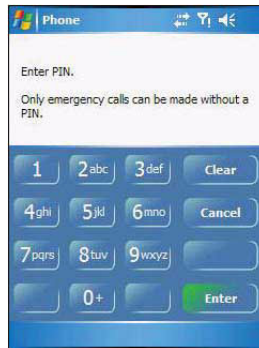 Phone
Enter PIN.
Only emergency calls can be made without a
PIN.
1 2abc 3def Clear
4ghi 5jkl 6mno Cancel
7pqrs 8tuv 9wxyz
0+ Enter